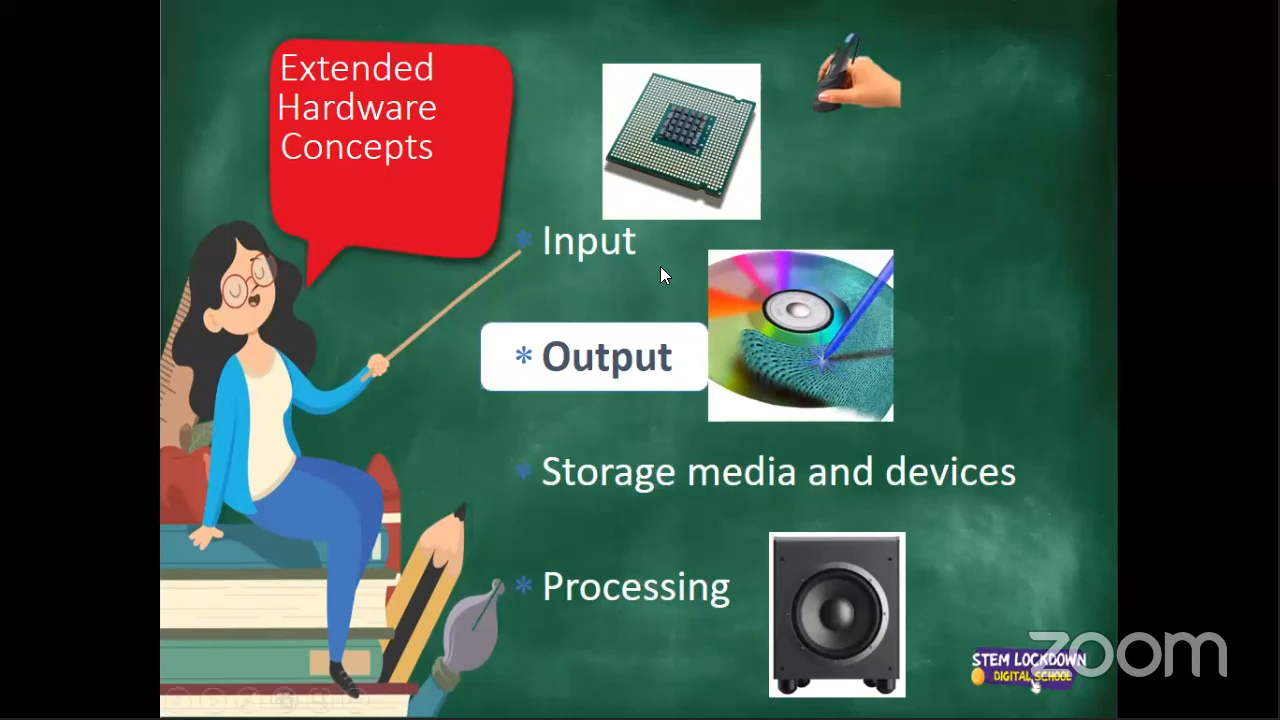 Extended
Hardware
Concepts
* Input
* Output
* Storage media and devices
* Processing
STEM LOCKDOWN
DIGITAL SCHOOL
zoom